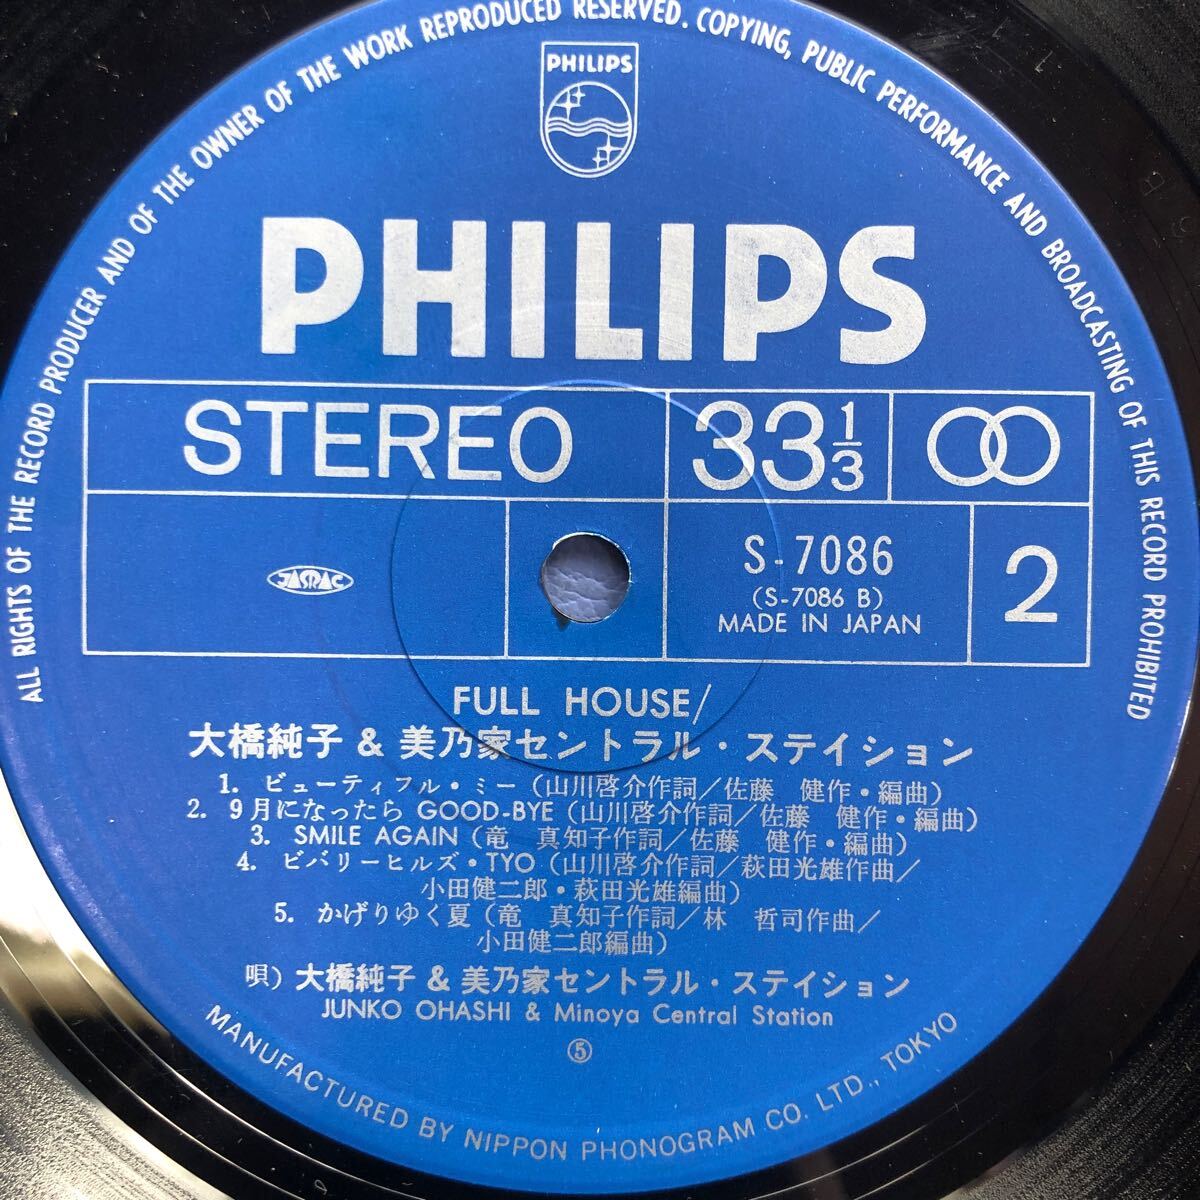 ALL RIGHTS OF THE RECORD PRODUCER AND OF THE OWNER OF THE WORK REPRODUCED RESERVED. COPYING, PUBLIC PERFORMANCE AND BROADCASTING OF THIS RECORD PROHIBITED
PHILIPS
PHILIPS
STEREO
33 1/3
JASRAC
S-7086
(S-7086 B)
MADE IN JAPAN
2
FULL HOUSE/
大橋純子 & 美乃家セントラル・ステイション
1. ビューティフル・ミー (山川啓介作詞/佐藤 健作・編曲)
2. 9月になったら GOOD-BYE (山川啓介作詞/佐藤 健作・編曲)
3. SMILE AGAIN (竜 真知子作詞/佐藤 健作・編曲)
4. ビバリーヒルズ・TYO (山川啓介作詞/萩田光雄作曲/
小田健二郎・萩田光雄編曲)
5. かげりゆく夏 (竜 真知子作詞/林 哲司作曲/
小田健二郎編曲)
唄) 大橋純子 & 美乃家セントラル・ステイション
JUNKO OHASHI & Minoya Central Station
⑤
MANUFACTURED BY NIPPON PHONOGRAM CO. LTD., TOKYO